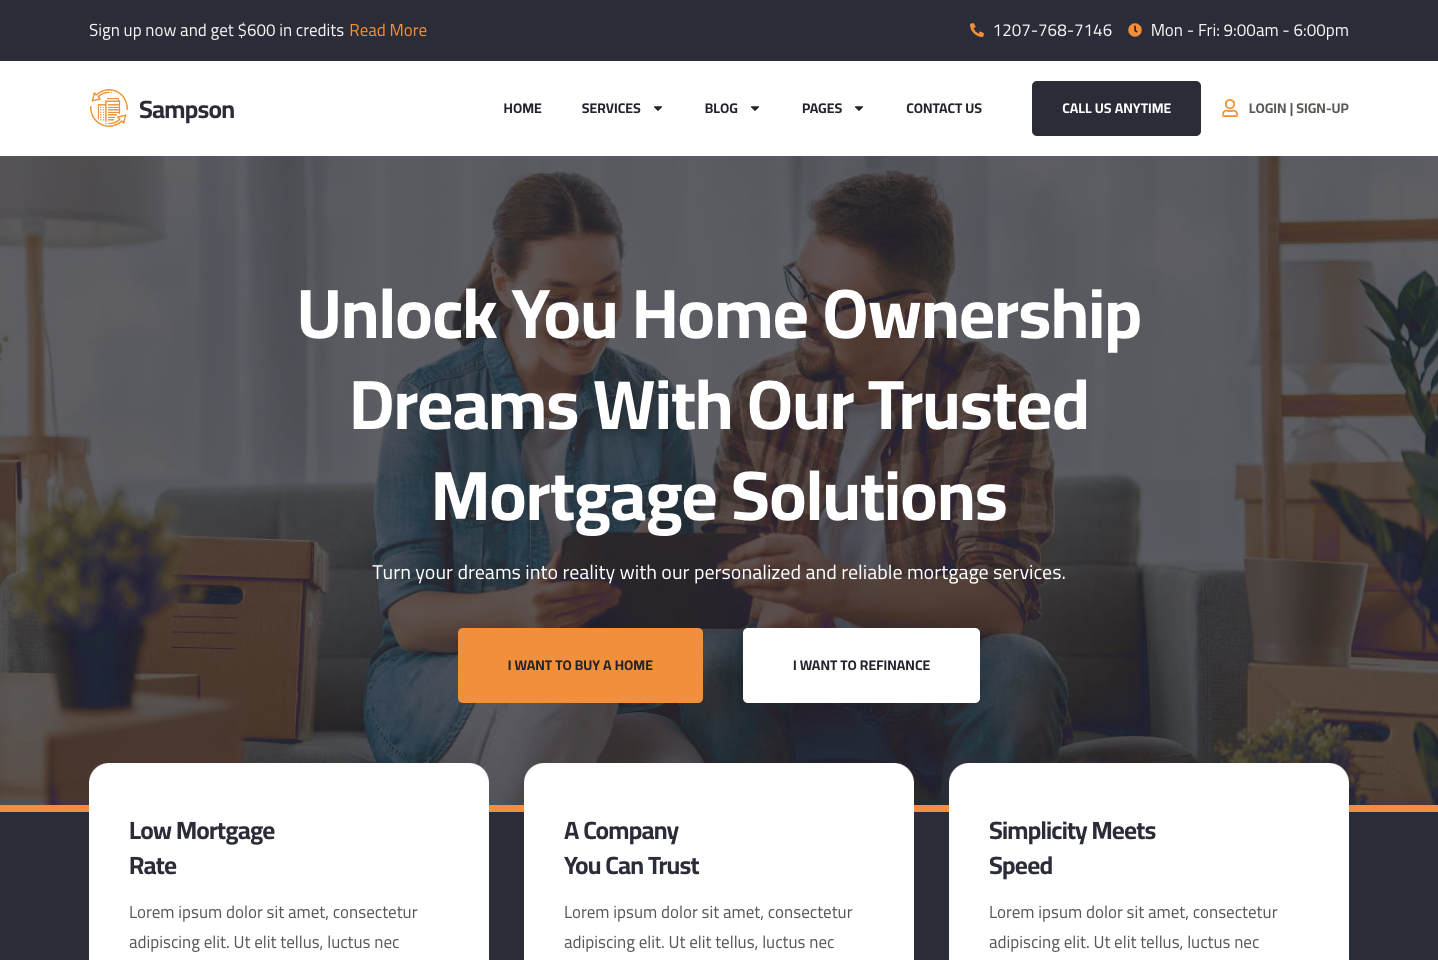 Sign up now and get $600 in credits Read More
1207-768-7146
Mon - Fri: 9:00am - 6:00pm
Sampson
HOME
SERVICES
BLOG
PAGES
CONTACT US
CALL US ANYTIME
LOGIN | SIGN-UP
Unlock You Home Ownership
Dreams With Our Trusted
Mortgage Solutions
Turn your dreams into reality with our personalized and reliable mortgage services.
I WANT TO BUY A HOME
I WANT TO REFINANCE
Low Mortgage
Rate
Lorem ipsum dolor sit amet, consectetur
adipiscing elit. Ut elit tellus, luctus nec
A Company
You Can Trust
Lorem ipsum dolor sit amet, consectetur
adipiscing elit. Ut elit tellus, luctus nec
Simplicity Meets
Speed
Lorem ipsum dolor sit amet, consectetur
adipiscing elit. Ut elit tellus, luctus nec